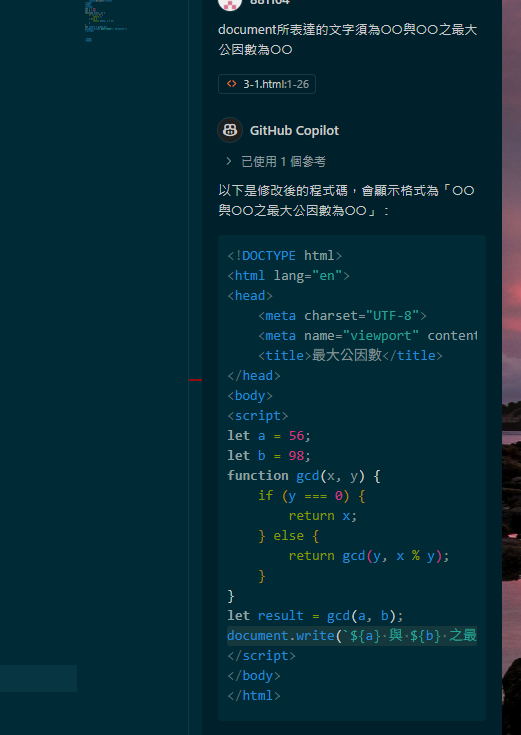 document所表達的文字須為〇〇與〇〇之最大
公因數為〇〇
3-1.html:1-26
GitHub Copilot
已使用 1 個參考
以下是修改後的程式碼，會顯示格式為「〇〇
與〇〇之最大公因數為〇〇」：
<!DOCTYPE html>
<html lang="en">
<head>
    <meta charset="UTF-8">
    <meta name="viewport" content
    <title>最大公因數</title>
</head>
<body>
<script>
let a = 56;
let b = 98;
function gcd(x, y) {
    if (y === 0) {
        return x;
    } else {
        return gcd(y, x % y);
    }
}
let result = gcd(a, b);
document.write(`${a} 與 ${b} 之最
</script>
</body>
</html>